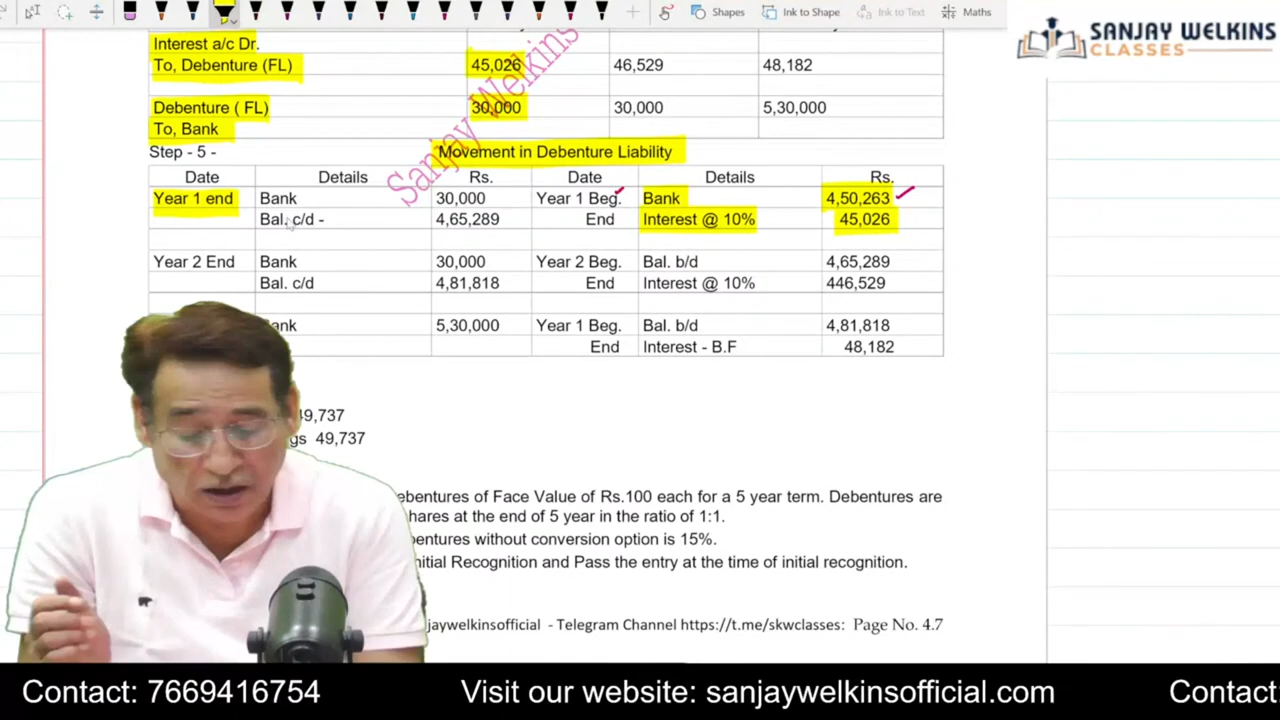 Shapes Ink to Shape Ink to Text Maths
SANJAY WELKINS
CLASSES
Interest a/c Dr.
To, Debenture (FL) 45,026 46,529 48,182
Debenture ( FL) 30,000 30,000 5,30,000
To, Bank
Step - 5 - Movement in Debenture Liability
Date Details Rs. Date Details Rs.
Year 1 end Bank 30,000 Year 1 Beg. Bank 4,50,263
Bal. c/d - 4,65,289 End Interest @ 10% 45,026
Year 2 End Bank 30,000 Year 2 Beg. Bal. b/d 4,65,289
Bal. c/d 4,81,818 End Interest @ 10% 446,529
5,30,000 Year 1 Beg. Bal. b/d 4,81,818
End Interest - B.F 48,182
Sanjay Welkins
49,737
49,737
of Face Value of Rs.100 each for a 5 year term. Debentures are
at the end of 5 year in the ratio of 1:1.
without conversion option is 15%.
Recognition and Pass the entry at the time of initial recognition.
- Telegram Channel https://t.me/skwclasses: Page No. 4.7
Contact: 7669416754 Visit our website: sanjaywelkinsofficial.com Contact